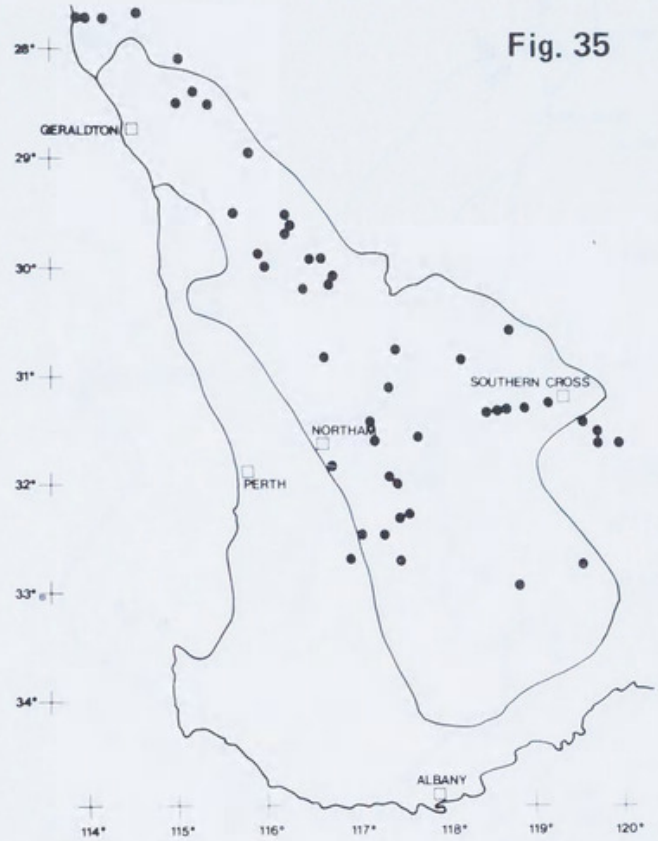 Fig. 35
28°
GERALDTON
29°
30°
31°
SOUTHERN CROSS
NORTHAM
32°
PERTH
33°
34°
ALBANY
114° 115° 116° 117° 118° 119° 120°